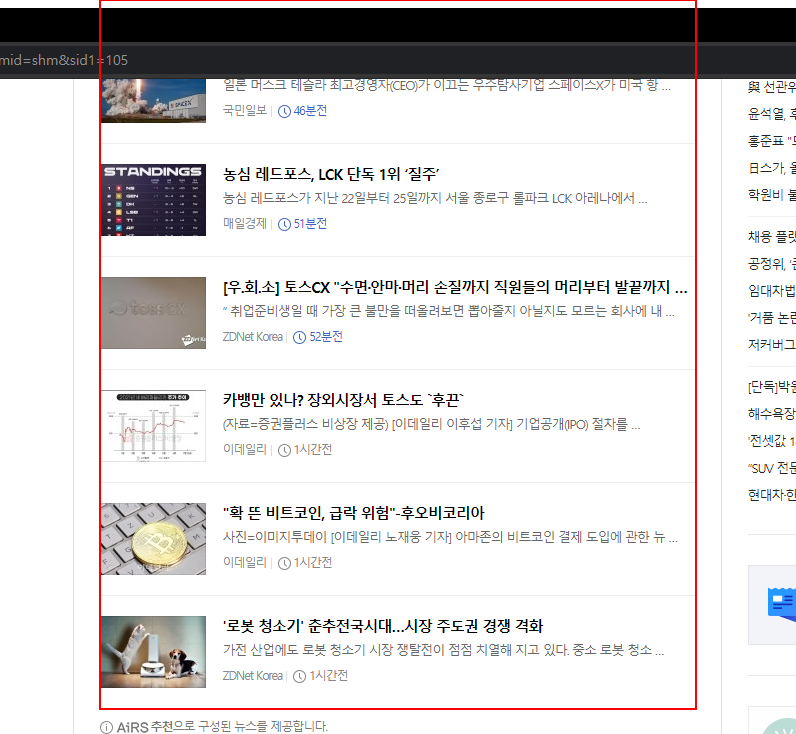 mid=shm&sid1=105
일론 머스크 테슬라 최고경영자(CEO)가 이끄는 우주탐사기업 스페이스X가 미국 항 ...
국민일보 46분전
SPACEX
농심 레드포스, LCK 단독 1위 '질주'
농심 레드포스가 지난 22일부터 25일까지 서울 종로구 롤파크 LCK 아레나에서 ...
매일경제 51분전
STANDINGS
1 NS
2 GEN
3 DK
4 LSB
5 T1
6 AF
[우.회.소] 토스CX "수면·안마·머리 손질까지 직원들의 머리부터 발끝까지 ...
" 취업준비생일 때 가장 큰 불만을 떠올려보면 뽑아줄지 아닐지도 모르는 회사에 내 ...
ZDNet Korea 52분전
toss cx
카뱅만 있나? 장외시장서 토스도 `후끈`
(자료=증권플러스 비상장 제공) [이데일리 이후섭 기자] 기업공개(IPO) 절차를 ...
이데일리 1시간전
"확 뜬 비트코인, 급락 위험"-후오비코리아
사진=이미지투데이 [이데일리 노재웅 기자] 아마존의 비트코인 결제 도입에 관한 뉴 ...
이데일리 1시간전
'로봇 청소기' 춘추전국시대…시장 주도권 경쟁 격화
가전 산업에도 로봇 청소기 시장 쟁탈전이 점점 치열해 지고 있다. 중소 로봇 청소 ...
ZDNet Korea 1시간전
AiRS 추천으로 구성된 뉴스를 제공합니다.
與 선관위
윤석열, 후
홍준표 "
日스가, 올
학원비 불
채용 플랫
공정위, '
임대차법
'거품 논란
저커버그
[단독]박원
해수욕장
'전셋값 1
"SUV 전문
현대차·한